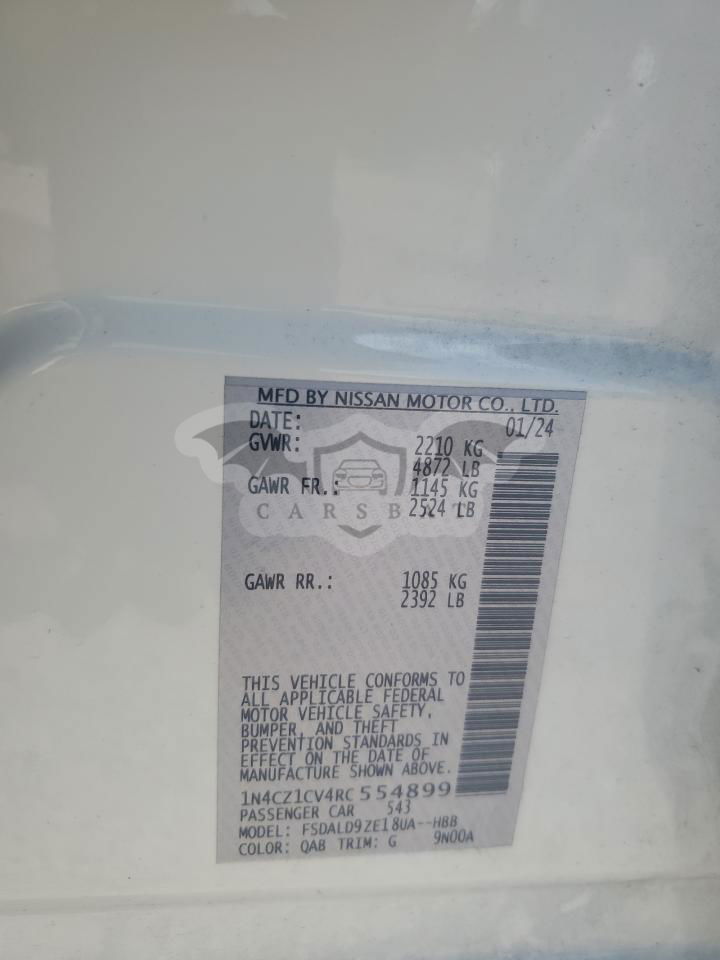 MFD BY NISSAN MOTOR CO., LTD.
DATE: 01/24
GVWR: 2210 KG
4872 LB
GAWR FR.: 1145 KG
2524 LB
CARSBAT
GAWR RR.: 1085 KG
2392 LB
THIS VEHICLE CONFORMS TO
ALL APPLICABLE FEDERAL
MOTOR VEHICLE SAFETY,
BUMPER, AND THEFT
PREVENTION STANDARDS IN
EFFECT ON THE DATE OF
MANUFACTURE SHOWN ABOVE.
1N4CZ1CV4RC554899
PASSENGER CAR 543
MODEL: FSDALD9ZE18UA--HBB
COLOR: QAB TRIM: G 9N00A